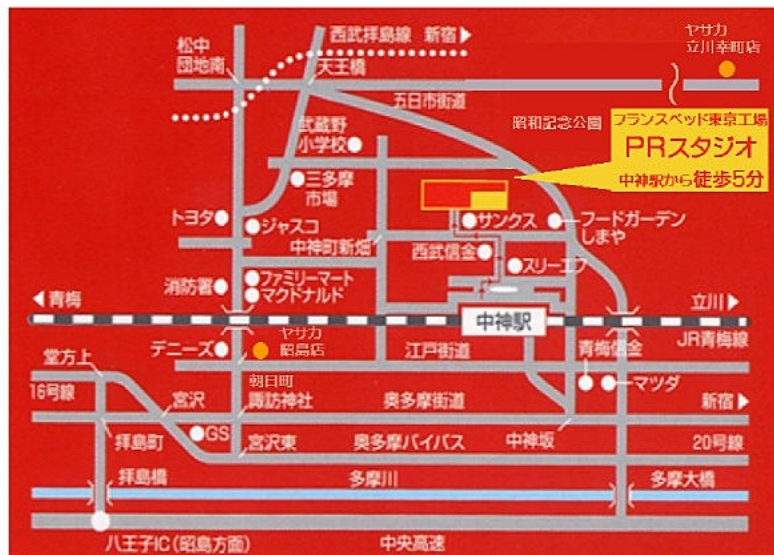 西武拝島線 新宿▶
ヤサカ
立川幸町店
松中
団地南
天王橋
五日市街道
昭和記念公園
フランスベッド東京工場
PRスタジオ
中神駅から徒歩5分
武蔵野
小学校
三多摩
市場
トヨタ
ジャスコ
サンクス
フードガーデン
しまや
中神町新畑
西武信金
スリーエフ
消防署
ファミリーマート
マクドナルド
◀青梅
立川▶
中神駅
JR青梅線
デニーズ
ヤサカ
昭島店
江戸街道
青梅信金
マツダ
堂方上
16号線
朝日町
宮沢
諏訪神社
奥多摩街道
新宿▶
拝島町
GS
宮沢東
奥多摩バイパス
中神坂
20号線
拝島橋
多摩川
多摩大橋
八王子IC(昭島方面)
中央高速